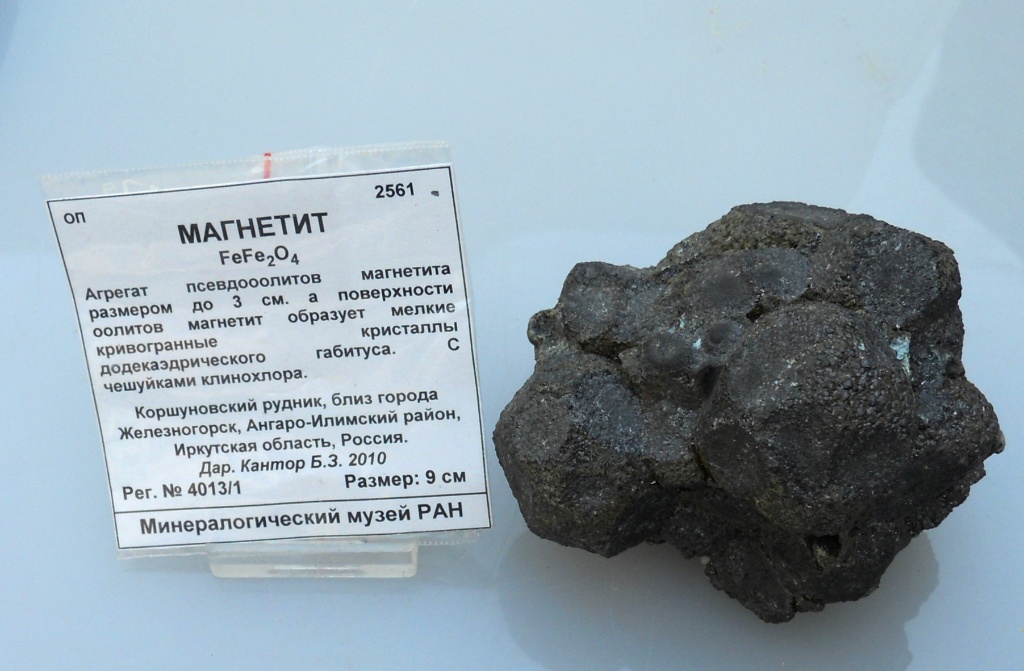 ОП 2561
МАГНЕТИТ
FeFe₂O₄
Агрегат псевдооолитов магнетита
размером до 3 см. а поверхности
оолитов магнетит образует мелкие
кривогранные кристаллы
додекаэдрического габитуса. С
чешуйками клинохлора.
Коршуновский рудник, близ города
Железногорск, Ангаро-Илимский район,
Иркутская область, Россия.
Дар. Кантор Б.З. 2010
Рег. № 4013/1 Размер: 9 см
Минералогический музей РАН